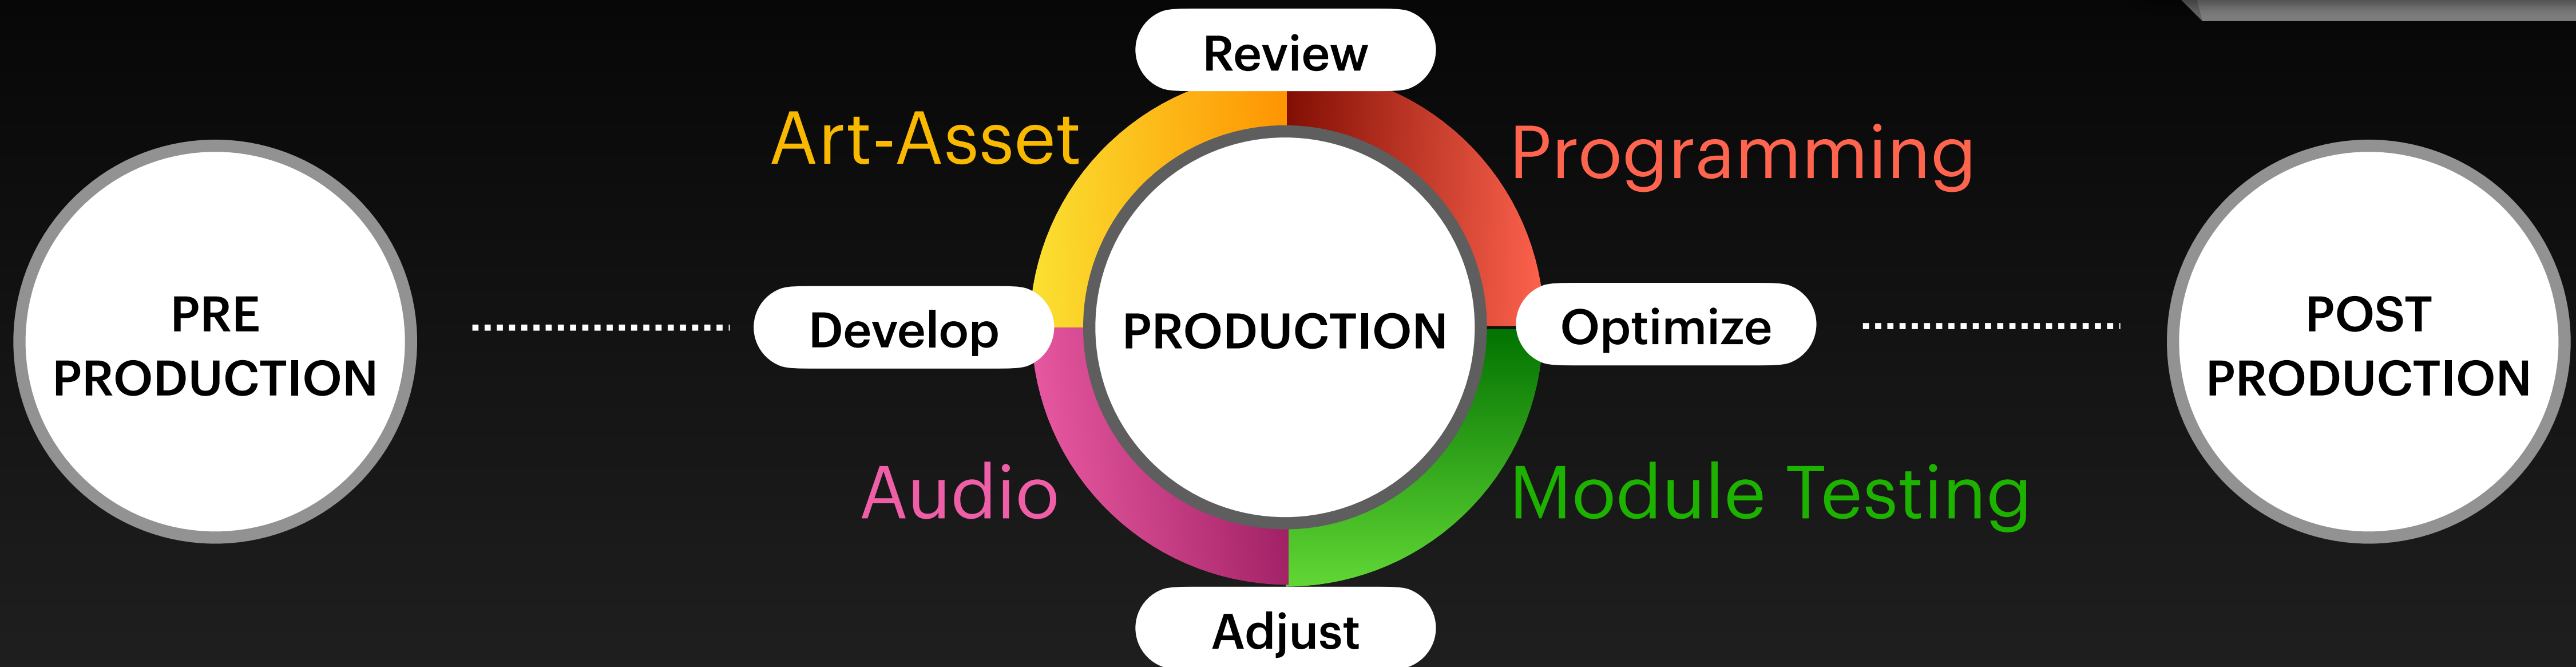 Review
Art-Asset
Programming
PRE
PRODUCTION
Develop
PRODUCTION
Optimize
POST
PRODUCTION
Audio
Module Testing
Adjust